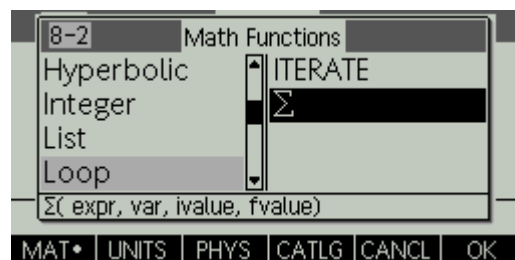 8-2 Math Functions
Hyperbolic ITERATE
Integer Σ
List
Loop
Σ( expr, var, ivalue, fvalue)
MAT• UNITS PHYS CATLG CANCL OK